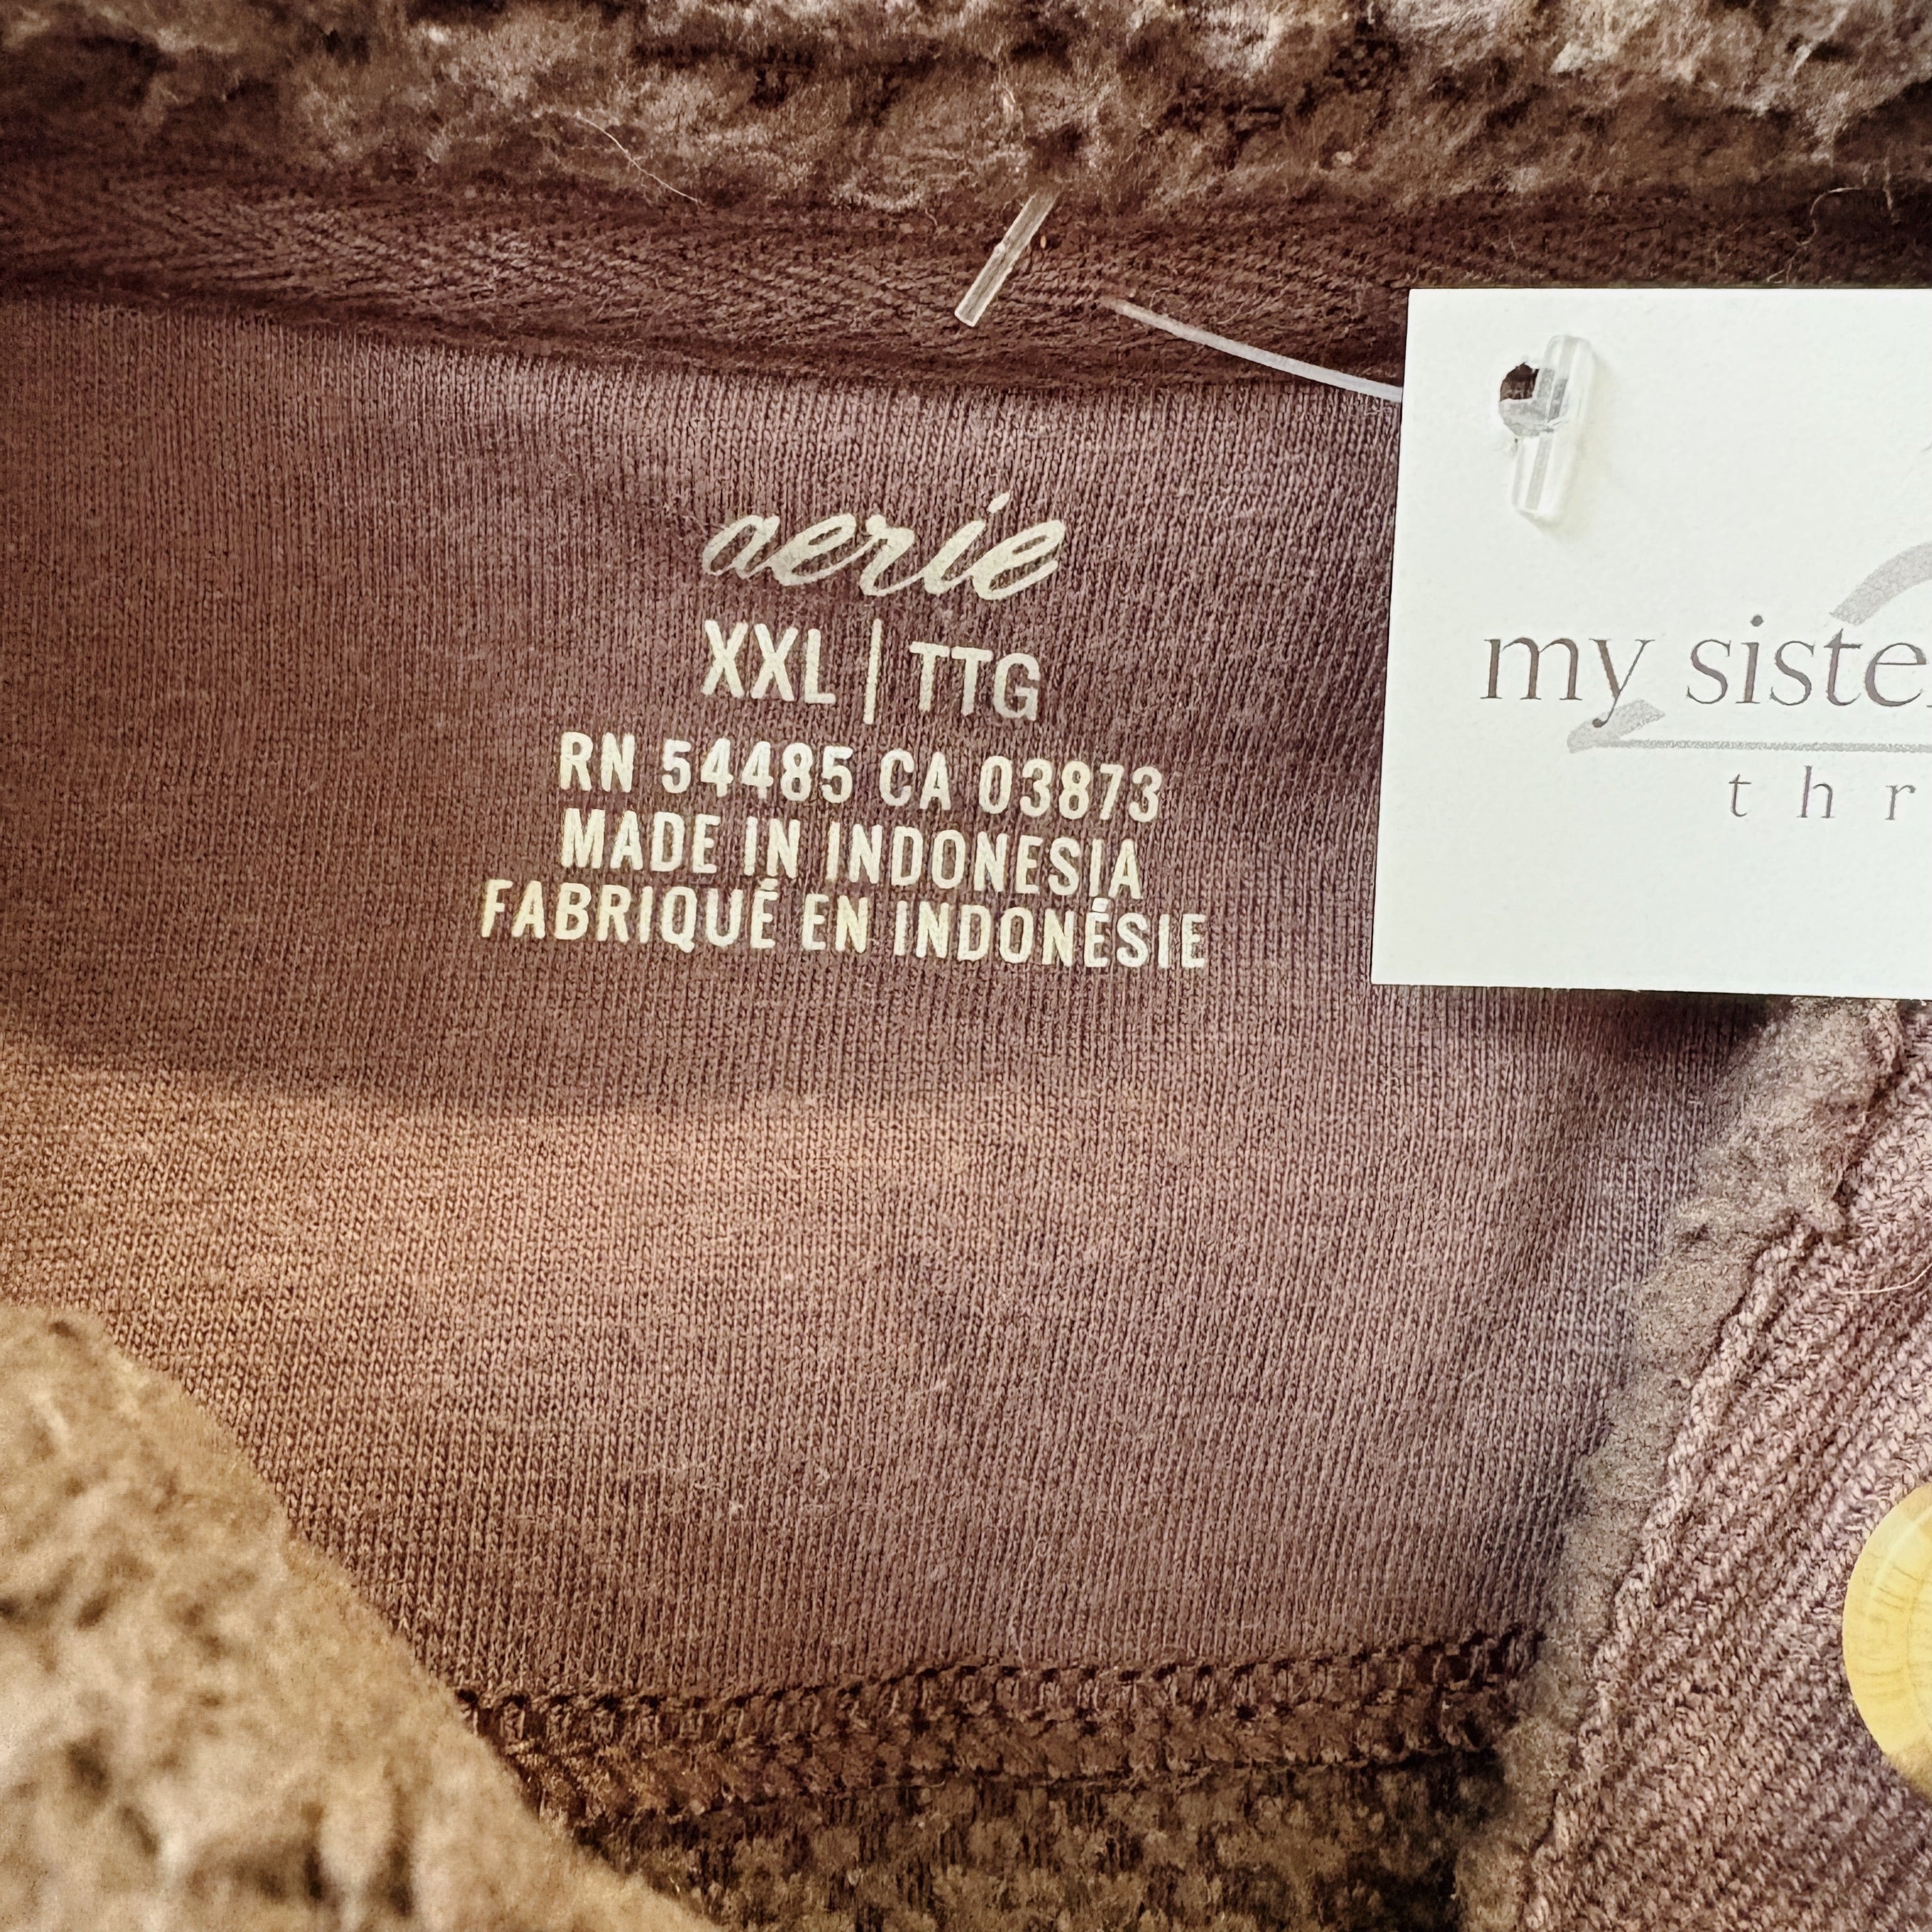 aerie
XXL | TTG
RN 54485 CA 03873
MADE IN INDONESIA
FABRIQUÉ EN INDONÉSIE
my siste
thr